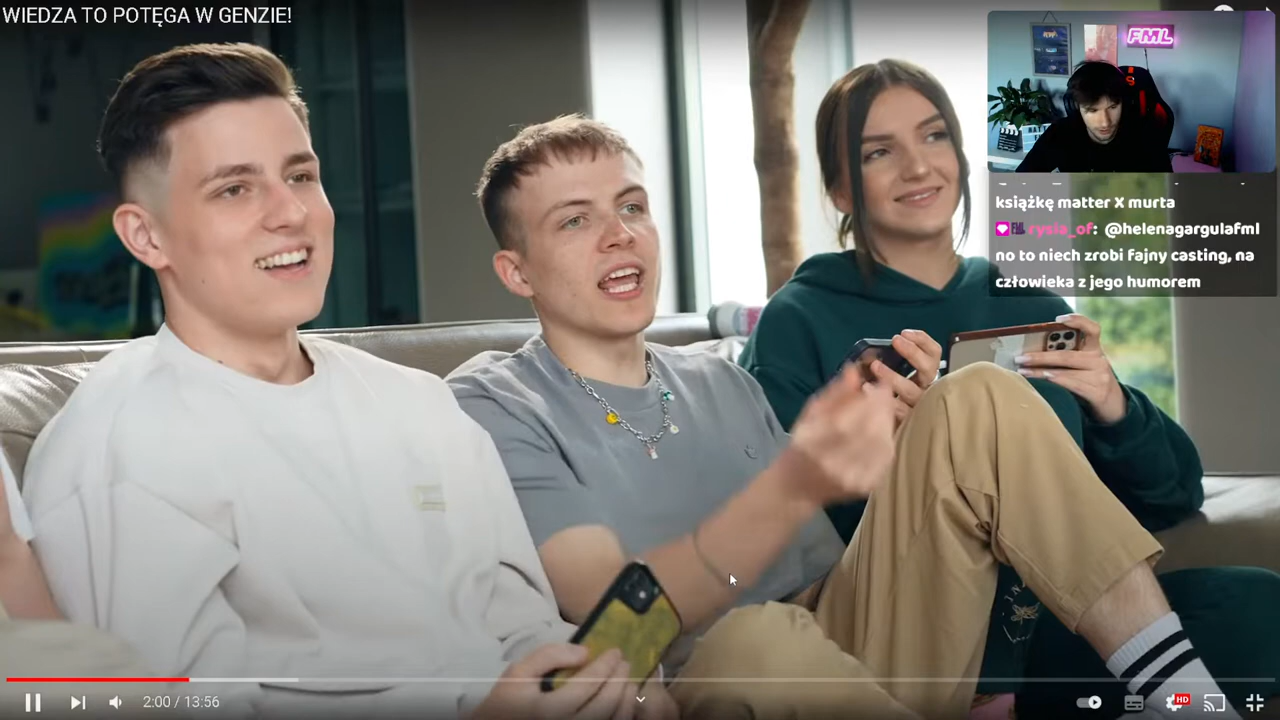 WIEDZA TO POTĘGA W GENZIE!
FML
książkę matter X murta
rysia_of: @helenagargulafml
no to niech zrobi fajny casting, na
człowieka z jego humorem
2:00 / 13:56
HD